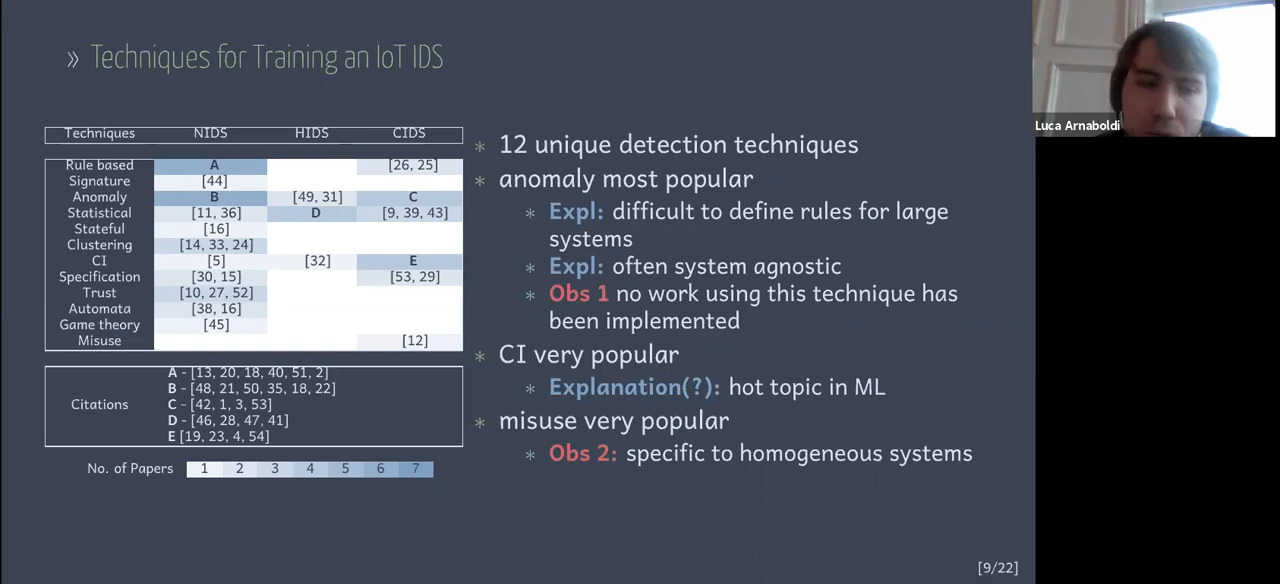 » Techniques for Training an IoT IDS
Luca Arnaboldi
Techniques NIDS HIDS CIDS
Rule based A [26, 25]
Signature [44]
Anomaly B [49, 31] C
Statistical [11, 36] D [9, 39, 43]
Stateful [16]
Clustering [14, 33, 24]
CI [5] [32] E
Specification [30, 15] [53, 29]
Trust [10, 27, 52]
Automata [38, 16]
Game theory [45]
Misuse [12]
Citations
A - [13, 20, 18, 40, 51, 2]
B - [48, 21, 50, 35, 18, 22]
C - [42, 1, 3, 53]
D - [46, 28, 47, 41]
E [19, 23, 4, 54]
No. of Papers 1 2 3 4 5 6 7
* 12 unique detection techniques
* anomaly most popular
* Expl: difficult to define rules for large
systems
* Expl: often system agnostic
* Obs 1 no work using this technique has
been implemented
* CI very popular
* Explanation(?): hot topic in ML
* misuse very popular
* Obs 2: specific to homogeneous systems
[9/22]